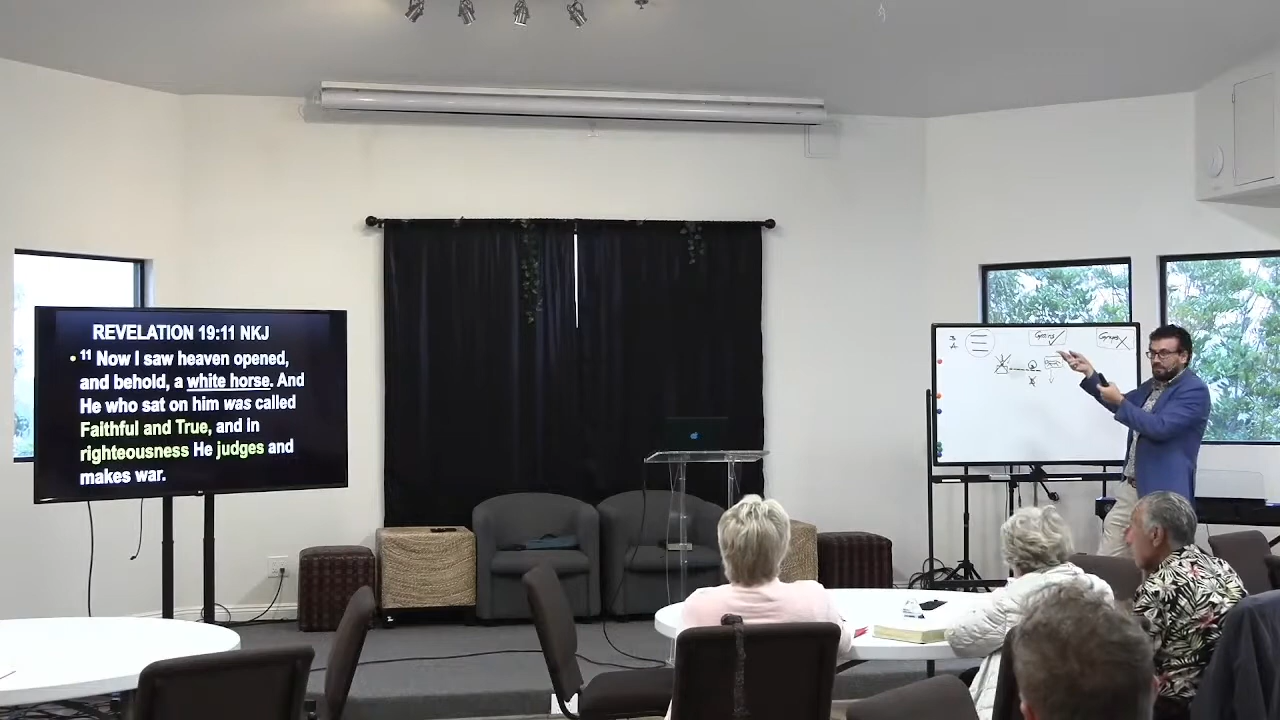 REVELATION 19:11 NKJ
• 11 Now I saw heaven opened,
and behold, a white horse. And
He who sat on him was called
Faithful and True, and in
righteousness He judges and
makes war.